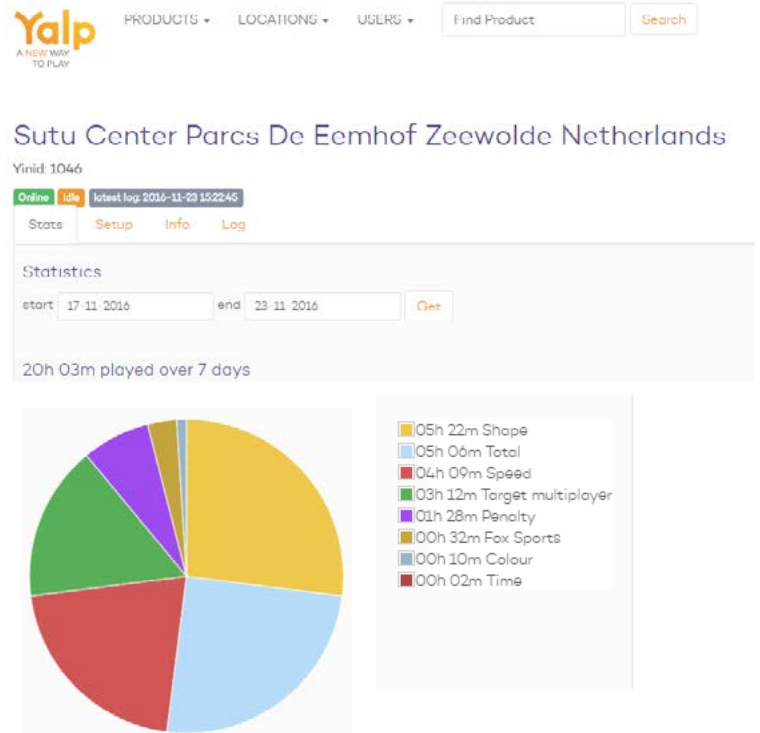 Yalp
A NEW WAY
TO PLAY
PRODUCTS LOCATIONS USERS Find Product Search
Sutu Center Parcs De Eemhof Zeewolde Netherlands
Yinid: 1046
Online Idle latest log: 2016-11-23 15:22:45
Stats Setup Info Log
Statistics
start 17-11-2016 end 23-11-2016 Get
20h 03m played over 7 days
05h 22m Shape
05h 06m Total
04h 09m Speed
03h 12m Target multiplayer
01h 28m Penalty
00h 32m Fox Sports
00h 10m Colour
00h 02m Time